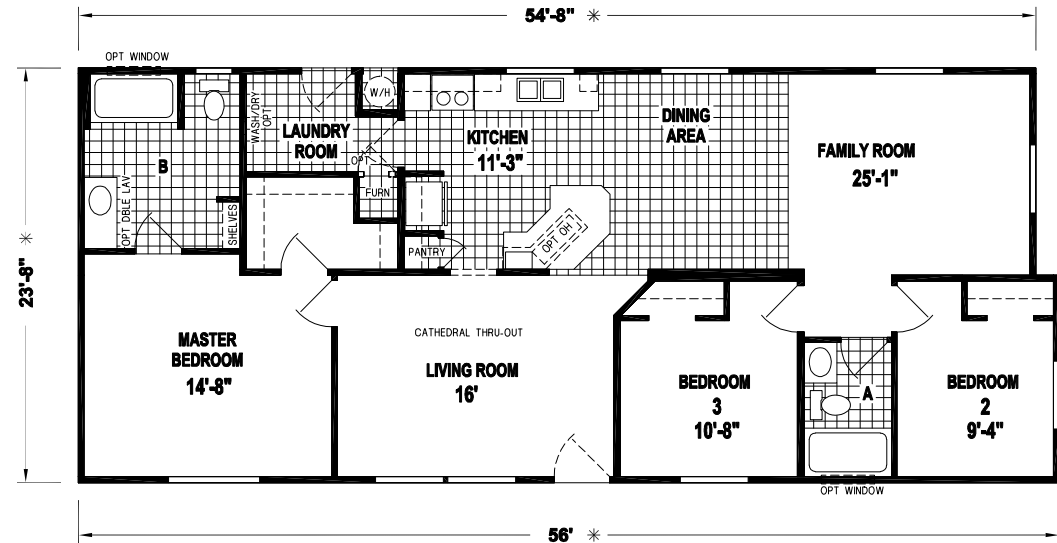 54'-8" ✳
OPT WINDOW
W/H
WASH/DRY
OPT
LAUNDRY
ROOM
KITCHEN
11'-3"
DINING
AREA
FAMILY ROOM
25'-1"
B
OPT
FURN
OPT DBLE LAV
SHELVES
PANTRY
OPT OH
23'-8" ✳
CATHEDRAL THRU-OUT
MASTER
BEDROOM
14'-8"
LIVING ROOM
16'
BEDROOM
3
10'-8"
A
BEDROOM
2
9'-4"
OPT WINDOW
56' ✳